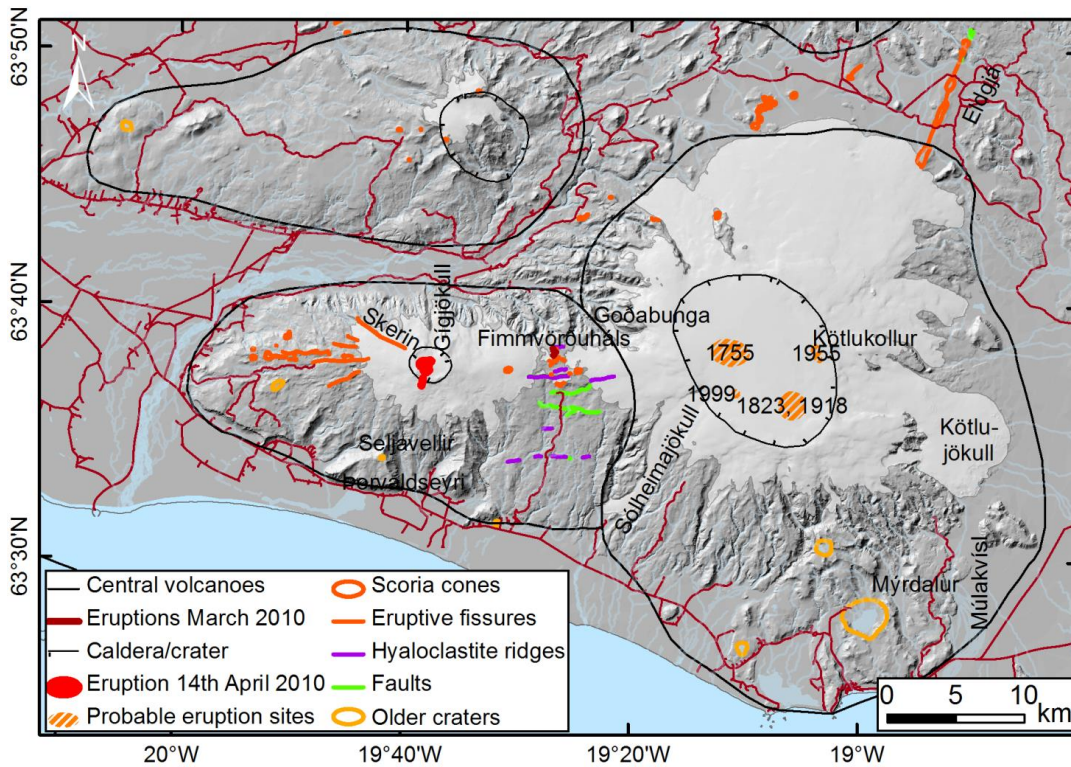 63°50'N
63°40'N
63°30'N
N
Eldgjá
Skerin
Gígjökull
Fimmvörðuháls
Goðabunga
1755
1955
Kötlukollur
1999
1823, 1918
Kötlu-
jökull
Seljavellir
Þorvaldseyri
Sólheimajökull
Mýrdalur
Múlakvísl
Central volcanoes
Eruptions March 2010
Caldera/crater
Eruption 14th April 2010
Probable eruption sites
Scoria cones
Eruptive fissures
Hyaloclastite ridges
Faults
Older craters
0 5 10
km
20°W
19°40'W
19°20'W
19°W